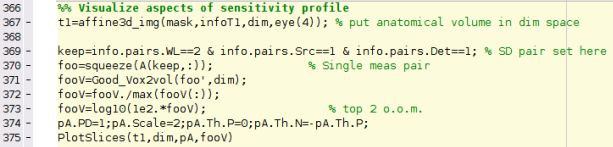 366 %% Visualize aspects of sensitivity profile
367 - t1=affine3d_img(mask,infoT1,dim,eye(4)); % put anatomical volume in dim space
368
369 - keep=info.pairs.WL==2 & info.pairs.Src==1 & info.pairs.Det==1; % SD pair set here
370 - foo=squeeze(A(keep,:)); % Single meas pair
371 - fooV=Good_Vox2vol(foo',dim);
372 - fooV=fooV./max(fooV(:));
373 - fooV=log10(1e2.*fooV); % top 2 o.o.m.
374 - pA.PD=1;pA.Scale=2;pA.Th.P=0;pA.Th.N=-pA.Th.P;
375 - PlotSlices(t1,dim,pA,fooV)